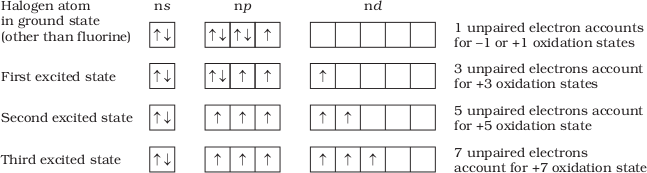 Halogen atom
in ground state
(other than fluorine)
ns np nd
1 unpaired electron accounts
for –1 or +1 oxidation states
First excited state
3 unpaired electrons account
for +3 oxidation states
Second excited state
5 unpaired electrons account
for +5 oxidation state
Third excited state
7 unpaired electrons
account for +7 oxidation state